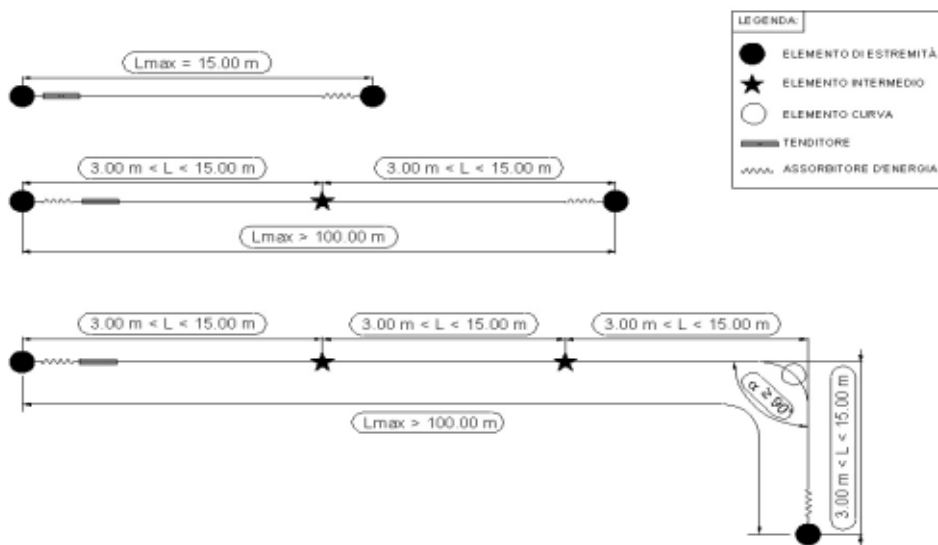 LEGENDA:
ELEMENTO DI ESTREMITÀ
ELEMENTO INTERMEDIO
ELEMENTO CURVA
TENDITORE
ASSORBITORE D'ENERGIA
Lmax = 15.00 m
3.00 m < L < 15.00 m
3.00 m < L < 15.00 m
Lmax > 100.00 m
3.00 m < L < 15.00 m
3.00 m < L < 15.00 m
3.00 m < L < 15.00 m
α ≥ 90°
3.00 m < L < 15.00 m
Lmax > 100.00 m